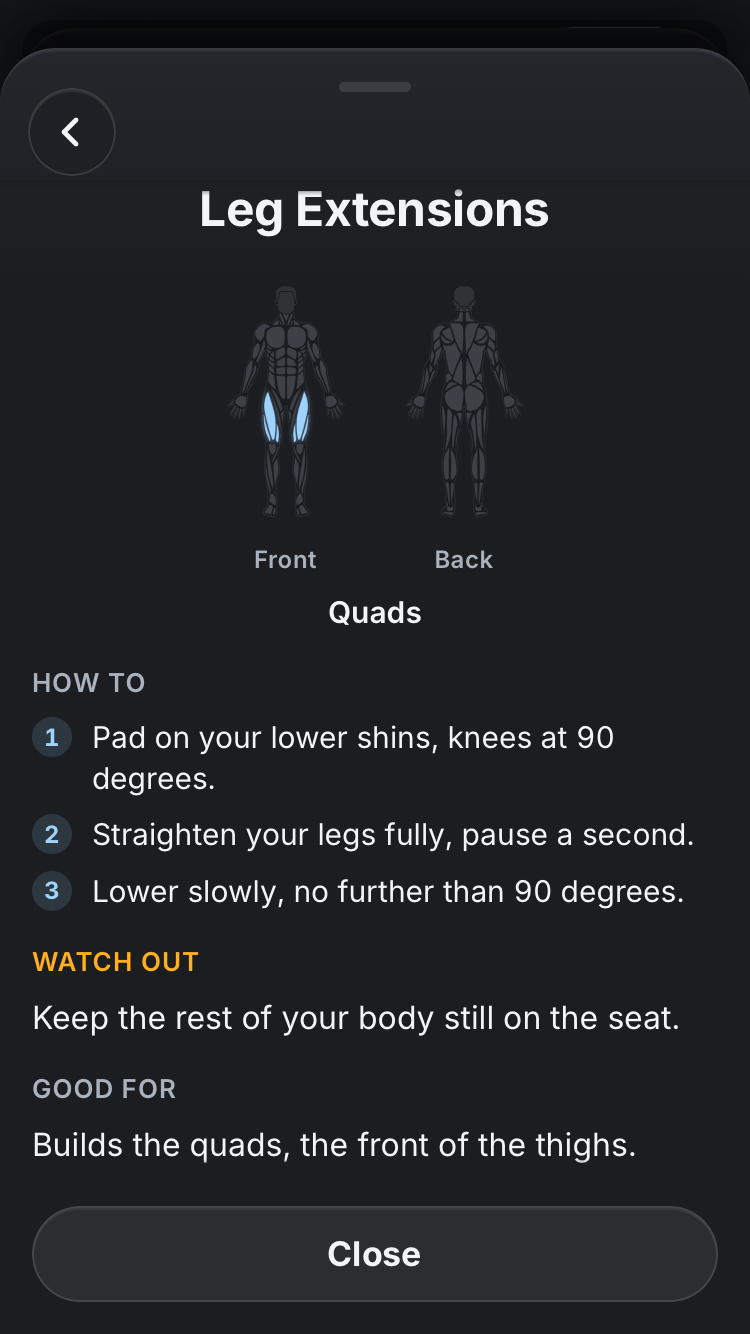 Leg Extensions
Front
Back
Quads
HOW TO
1 Pad on your lower shins, knees at 90
degrees.
2 Straighten your legs fully, pause a second.
3 Lower slowly, no further than 90 degrees.
WATCH OUT
Keep the rest of your body still on the seat.
GOOD FOR
Builds the quads, the front of the thighs.
Close